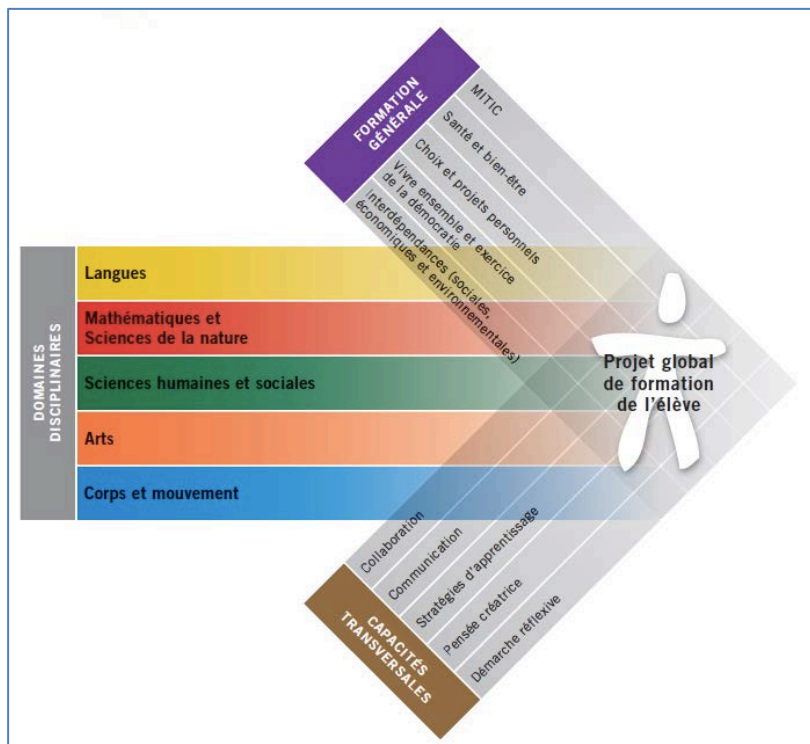 FORMATION
GÉNÉRALE
MITIC
Santé et bien-être
Choix et projets personnels
Vivre ensemble et exercice
de la démocratie
Interdépendances (sociales,
économiques et environnementales)
DOMAINES
DISCIPLINAIRES
Langues
Mathématiques et
Sciences de la nature
Sciences humaines et sociales
Arts
Corps et mouvement
Projet global
de formation
de l'élève
Collaboration
Communication
Stratégies d'apprentissage
Pensée créatrice
Démarche réflexive
CAPACITÉS
TRANSVERSALES